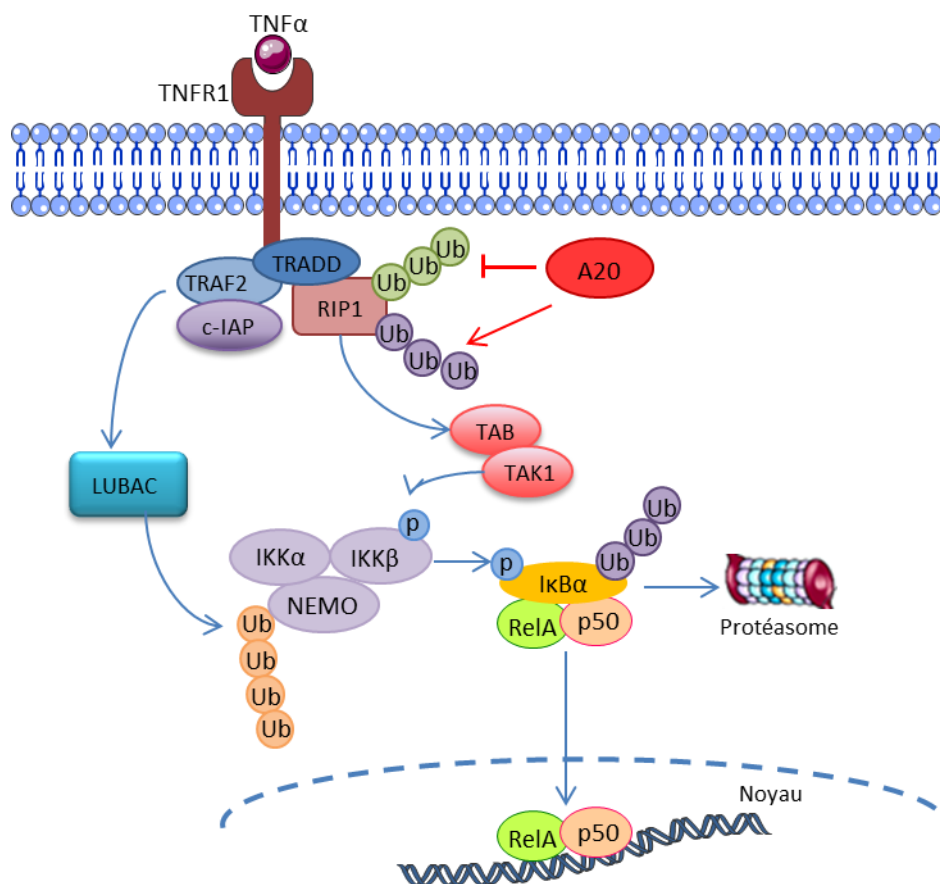 TNFα
TNFR1
TRADD
TRAF2
c-IAP
RIP1
Ub
Ub
Ub
Ub
Ub
Ub
A20
TAB
TAK1
LUBAC
p
IKKα
IKKβ
NEMO
Ub
Ub
Ub
Ub
p
Ub
Ub
Ub
IκBα
RelA
p50
Protéasome
Noyau
RelA
p50